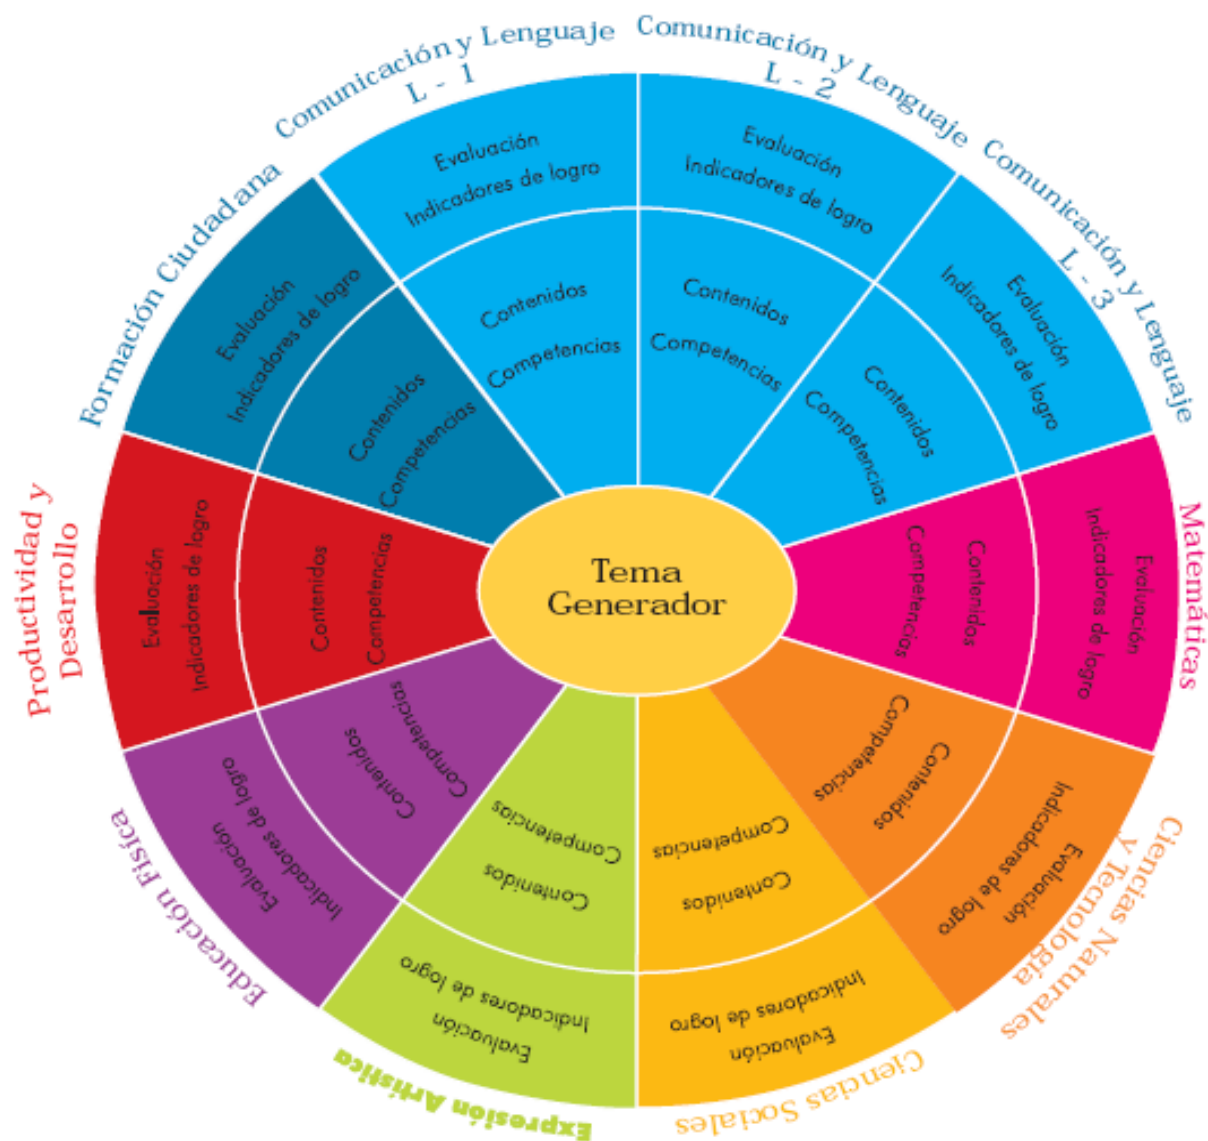 Comunicación y Lenguaje
L - 1
Evaluación
Indicadores de logro
Contenidos
Competencias
Comunicación y Lenguaje
L - 2
Evaluación
Indicadores de logro
Contenidos
Competencias
Comunicación y Lenguaje
L - 3
Evaluación
Indicadores de logro
Contenidos
Competencias
Matemáticas
Evaluación
Indicadores de logro
Contenidos
Competencias
Ciencias Naturales
y Tecnología
Evaluación
Indicadores de logro
Contenidos
Competencias
Ciencias Sociales
Evaluación
Indicadores de logro
Contenidos
Competencias
Expresión Artística
Evaluación
Indicadores de logro
Contenidos
Competencias
Educación Fisíca
Evaluación
Indicadores de logro
Contenidos
Competencias
Productividad y
Desarrollo
Evaluación
Indicadores de logro
Contenidos
Competencias
Formación Ciudadana
Evaluación
Indicadores de logro
Contenidos
Competencias
Tema
Generador